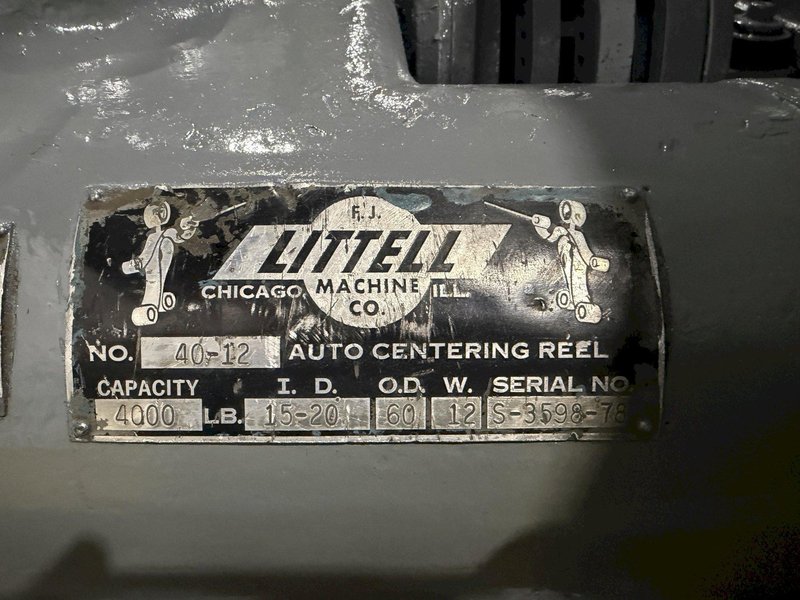 F.J.
LITTELL
CHICAGO, MACHINE ILL.
CO.
NO. 40-12 AUTO CENTERING REEL
CAPACITY I. D. O.D. W. SERIAL NO.
4000 LB. 15-20 60 12 S-3598-78